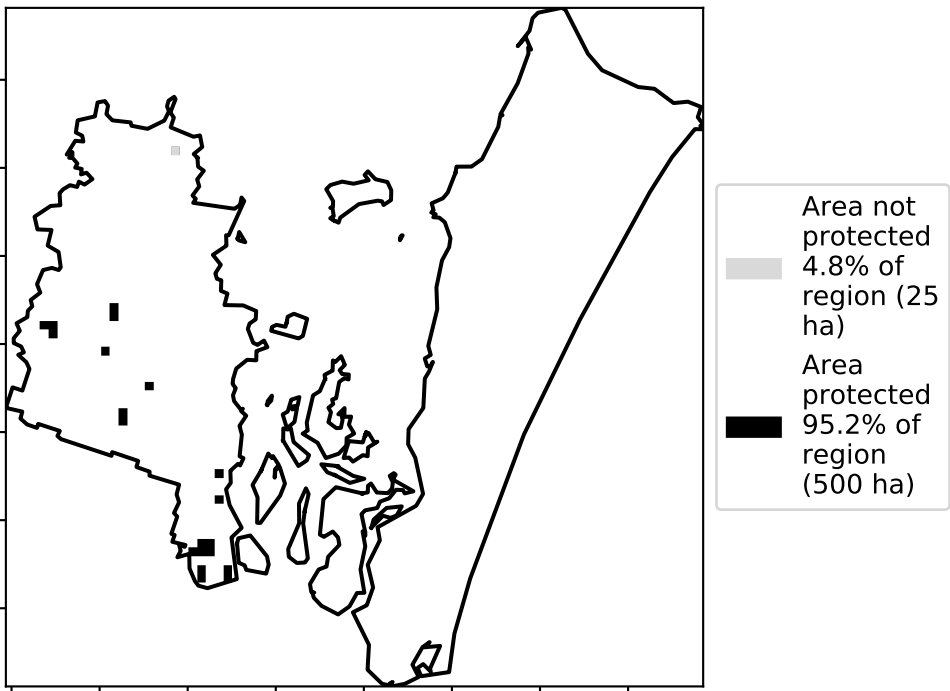 Area not
protected
4.8% of
region (25
ha)
Area
protected
95.2% of
region
(500 ha)